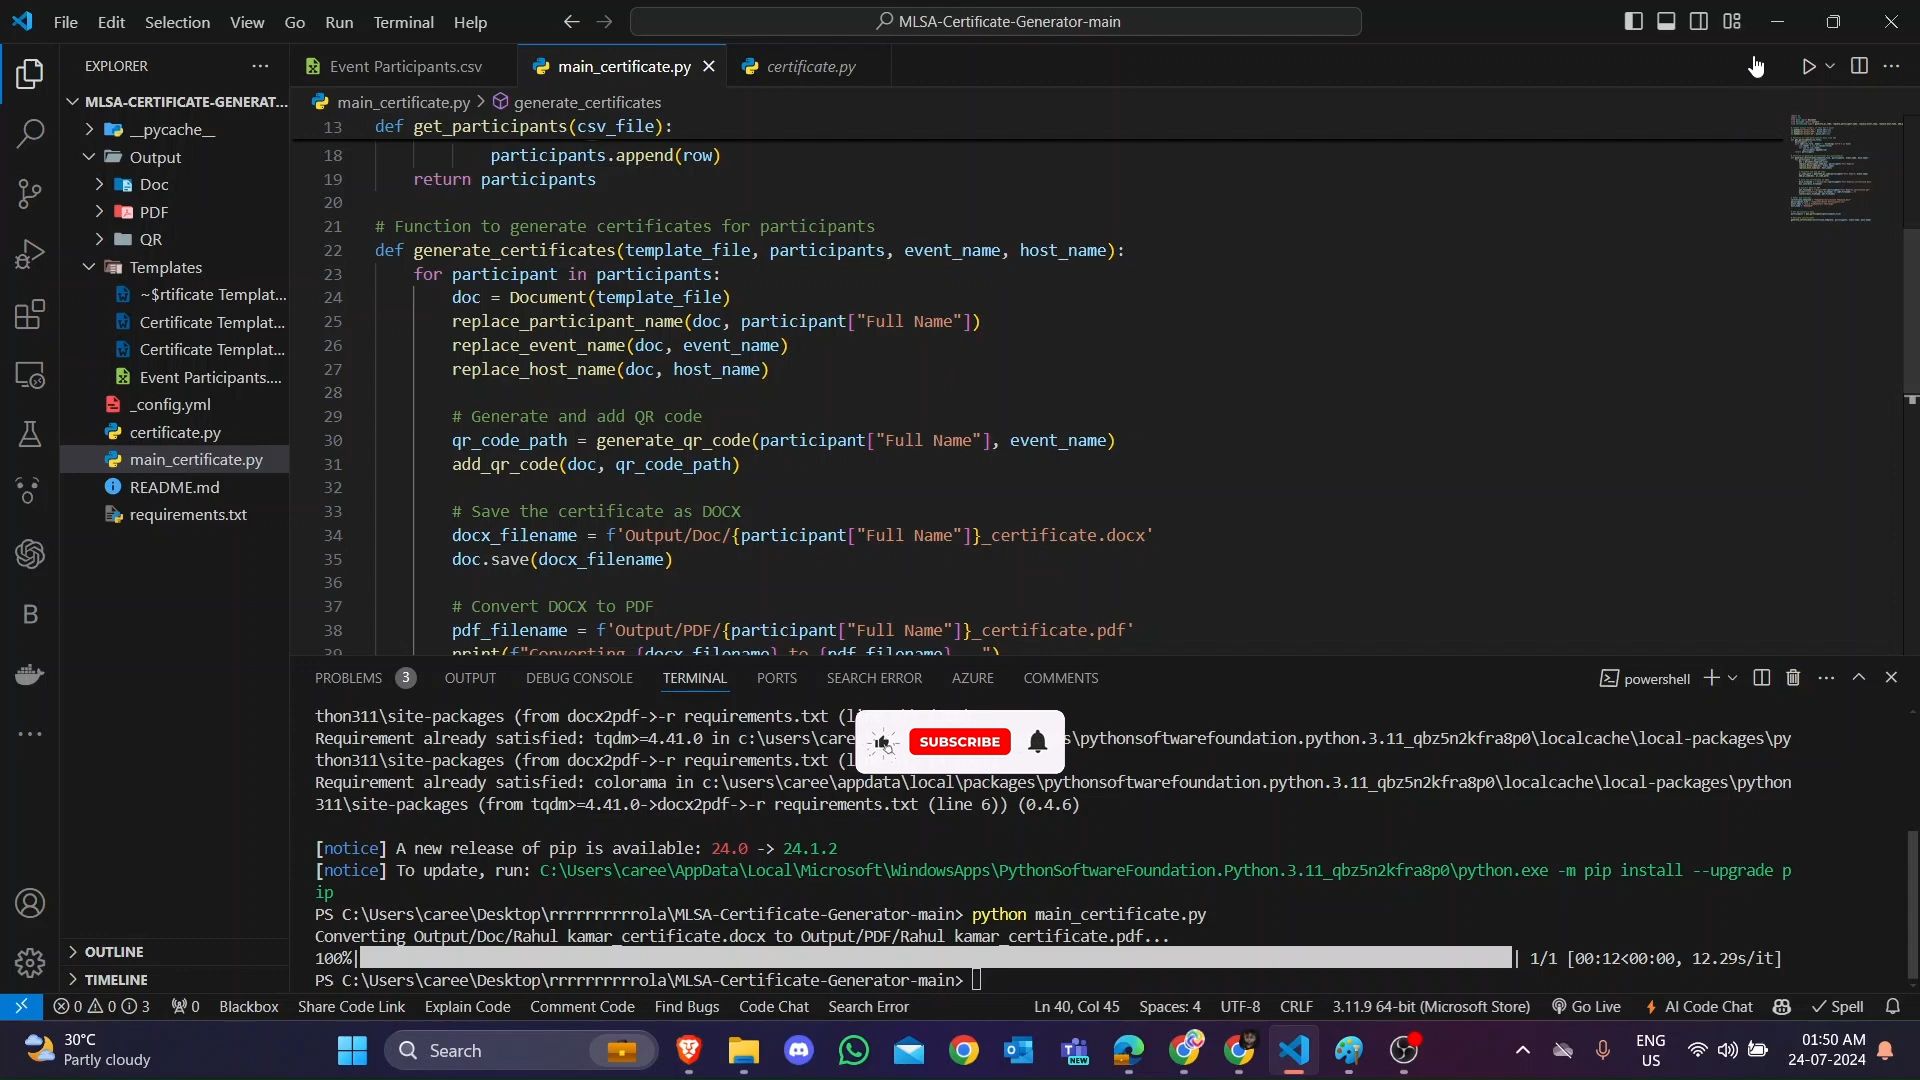 File Edit Selection View Go Run Terminal Help
MLSA-Certificate-Generator-main
EXPLORER
MLSA-CERTIFICATE-GENERAT...
__pycache__
Output
Doc
PDF
QR
Templates
~$rtificate Templat...
Certificate Templat...
Certificate Templat...
Event Participants....
_config.yml
certificate.py
main_certificate.py
README.md
requirements.txt
OUTLINE
TIMELINE
Event Participants.csv main_certificate.py certificate.py
main_certificate.py > generate_certificates
13 def get_participants(csv_file):
18 participants.append(row)
19 return participants
20
21 # Function to generate certificates for participants
22 def generate_certificates(template_file, participants, event_name, host_name):
23 for participant in participants:
24 doc = Document(template_file)
25 replace_participant_name(doc, participant["Full Name"])
26 replace_event_name(doc, event_name)
27 replace_host_name(doc, host_name)
28
29 # Generate and add QR code
30 qr_code_path = generate_qr_code(participant["Full Name"], event_name)
31 add_qr_code(doc, qr_code_path)
32
33 # Save the certificate as DOCX
34 docx_filename = f'Output/Doc/{participant["Full Name"]}_certificate.docx'
35 doc.save(docx_filename)
36
37 # Convert DOCX to PDF
38 pdf_filename = f'Output/PDF/{participant["Full Name"]}_certificate.pdf'
39 print(f"Converting {docx_filename} to {pdf_filename}...")
PROBLEMS 3 OUTPUT DEBUG CONSOLE TERMINAL PORTS SEARCH ERROR AZURE COMMENTS
powershell
thon311\site-packages (from docx2pdf->-r requirements.txt
Requirement already satisfied: tqdm>=4.41.0 in c:\users\care s\pythonsoftwarefoundation.python.3.11_qbz5n2kfra8p0\localcache\local-packages\py
thon311\site-packages (from docx2pdf->-r requirements.txt
SUBSCRIBE
Requirement already satisfied: colorama in c:\users\caree\appdata\local\packages\pythonsoftwarefoundation.python.3.11_qbz5n2kfra8p0\localcache\local-packages\python
311\site-packages (from tqdm>=4.41.0->docx2pdf->-r requirements.txt (line 6)) (0.4.6)
[notice] A new release of pip is available: 24.0 -> 24.1.2
[notice] To update, run: C:\Users\caree\AppData\Local\Microsoft\WindowsApps\PythonSoftwareFoundation.Python.3.11_qbz5n2kfra8p0\python.exe -m pip install --upgrade p
ip
PS C:\Users\caree\Desktop\rrrrrrrrrrola\MLSA-Certificate-Generator-main> python main_certificate.py
Converting Output/Doc/Rahul kamar_certificate.docx to Output/PDF/Rahul kamar_certificate.pdf...
100%| | 1/1 [00:12<00:00, 12.29s/it]
PS C:\Users\caree\Desktop\rrrrrrrrrrola\MLSA-Certificate-Generator-main>
0 0 3 0 Blackbox Share Code Link Explain Code Comment Code Find Bugs Code Chat Search Error Ln 40, Col 45 Spaces: 4 UTF-8 CRLF 3.11.9 64-bit (Microsoft Store) Go Live AI Code Chat Spell
30°C
Partly cloudy
Search
NEW
ENG
US
01:50 AM
24-07-2024